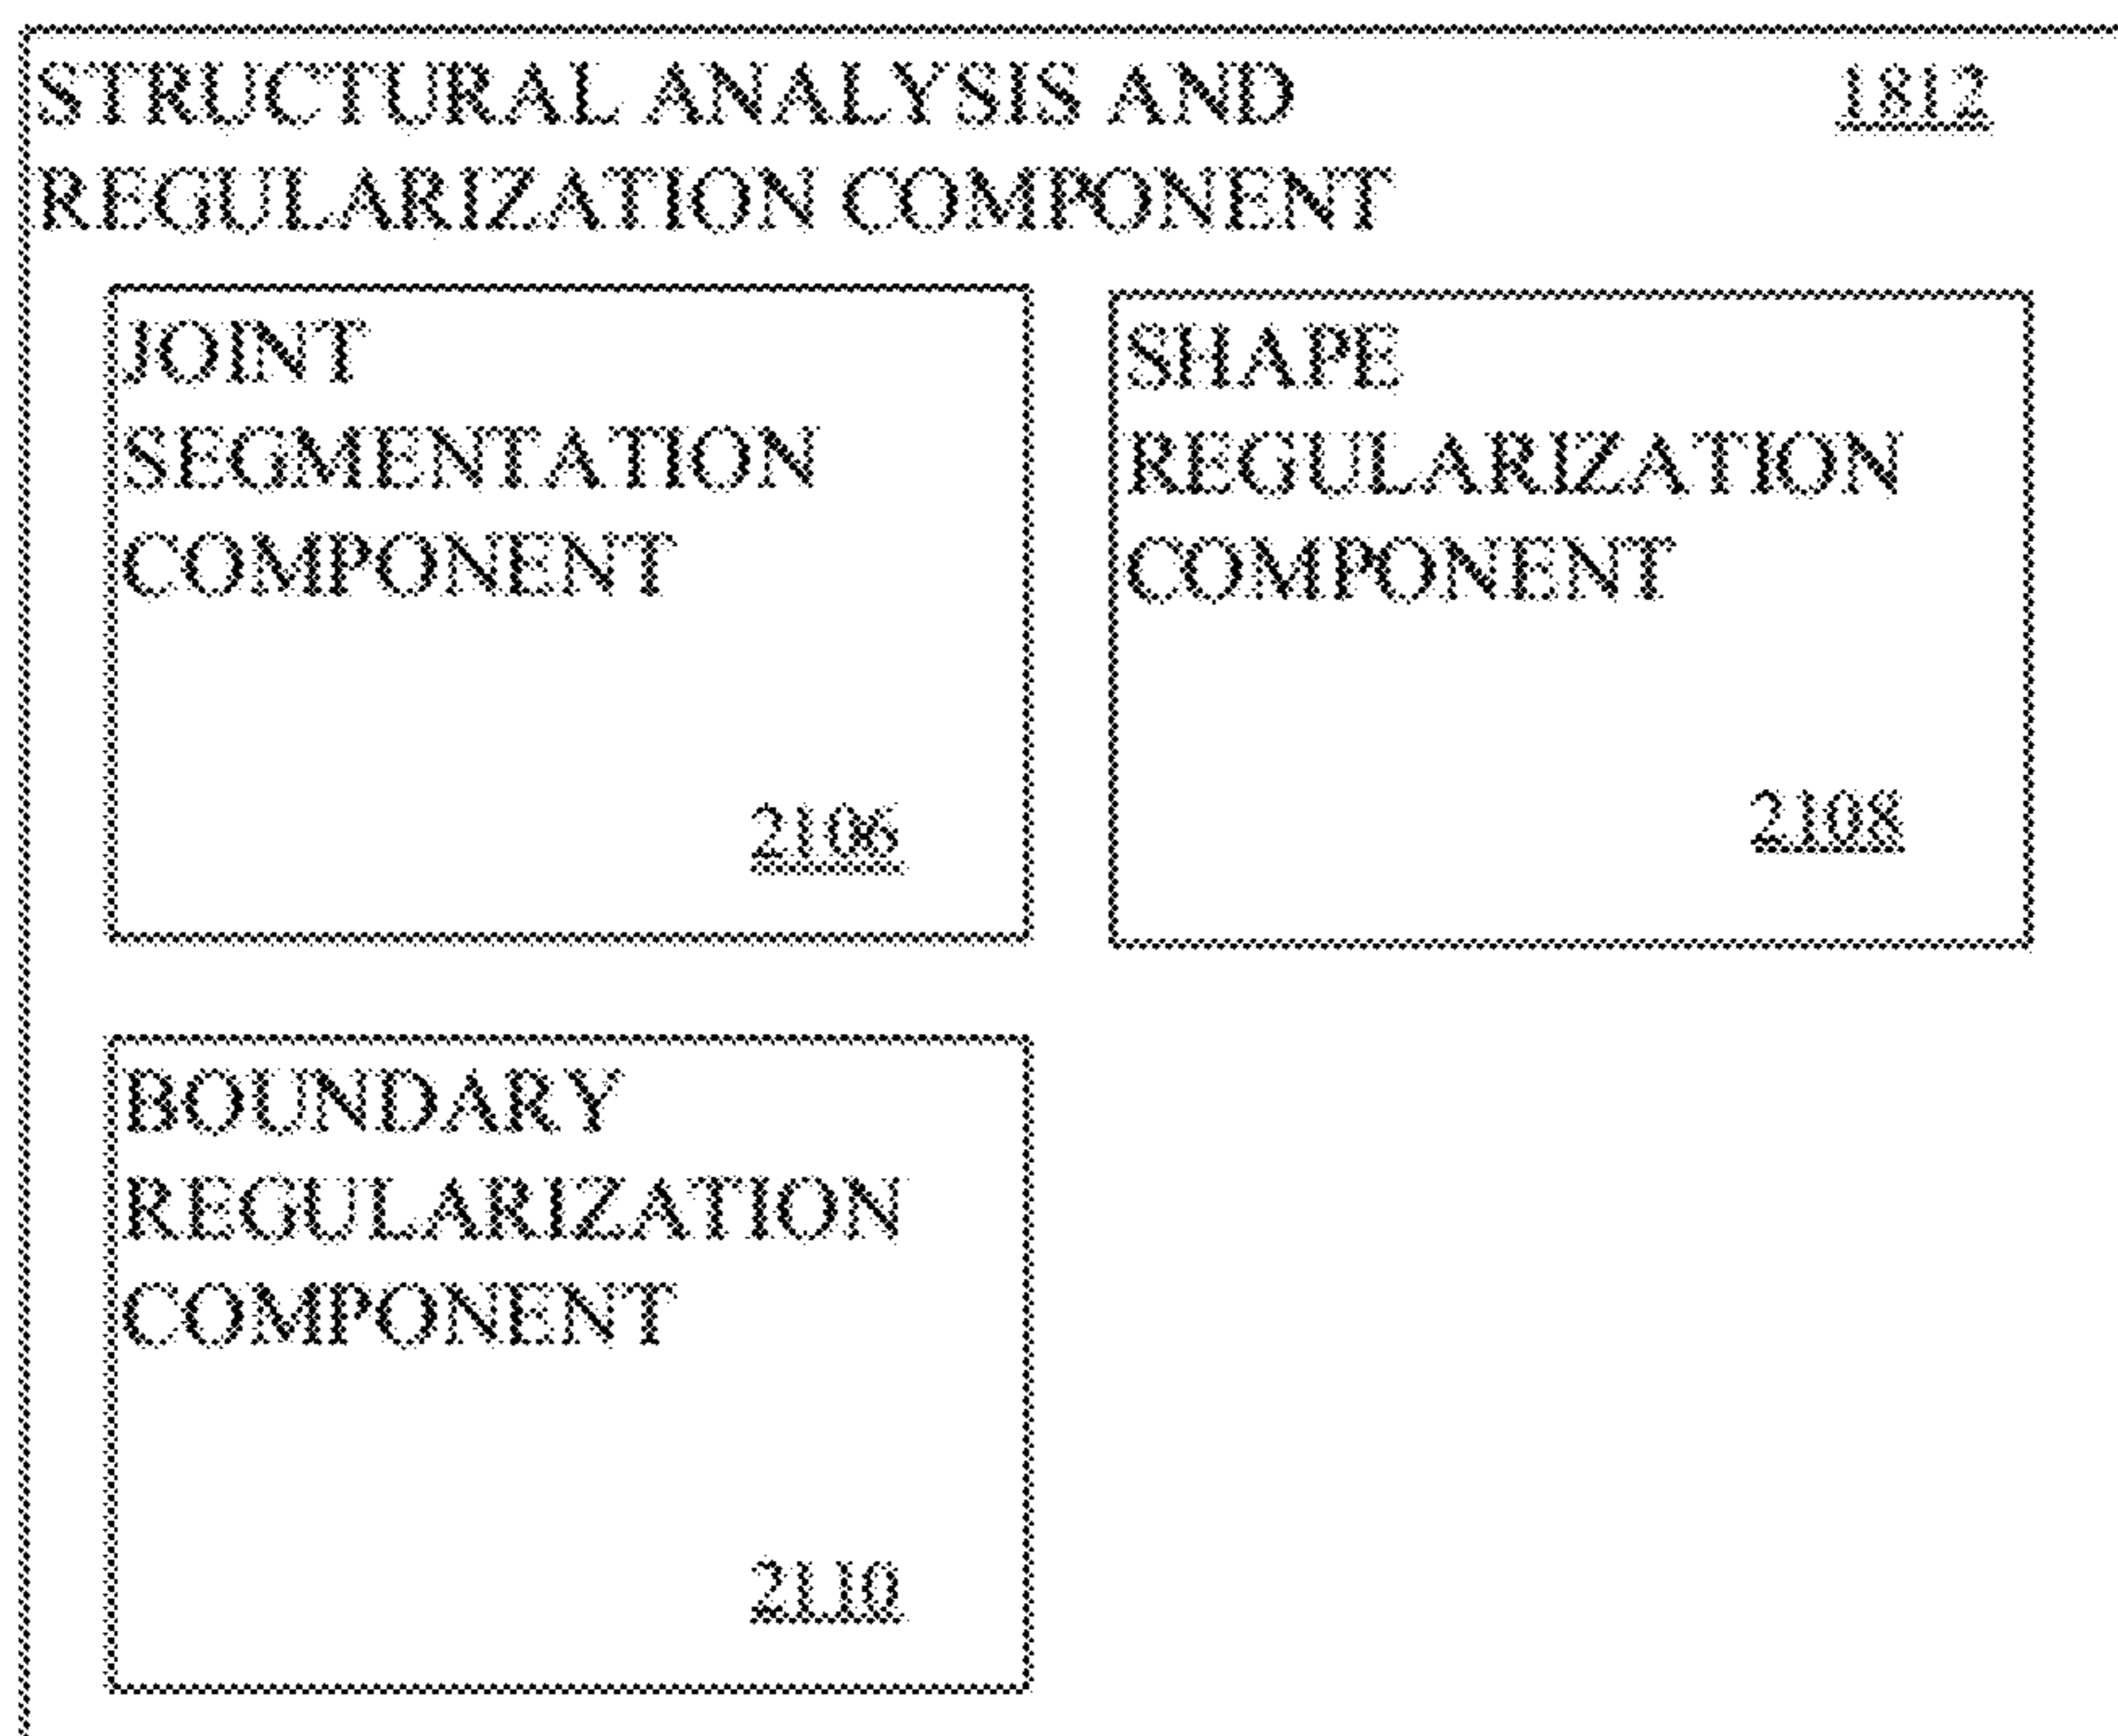 STRUCTURAL ANALYSIS AND 1812
REGULARIZATION COMPONENT
JOINT
SEGMENTATION
COMPONENT
2106
SHAPE
REGULARIZATION
COMPONENT
2108
BOUNDARY
REGULARIZATION
COMPONENT
2110